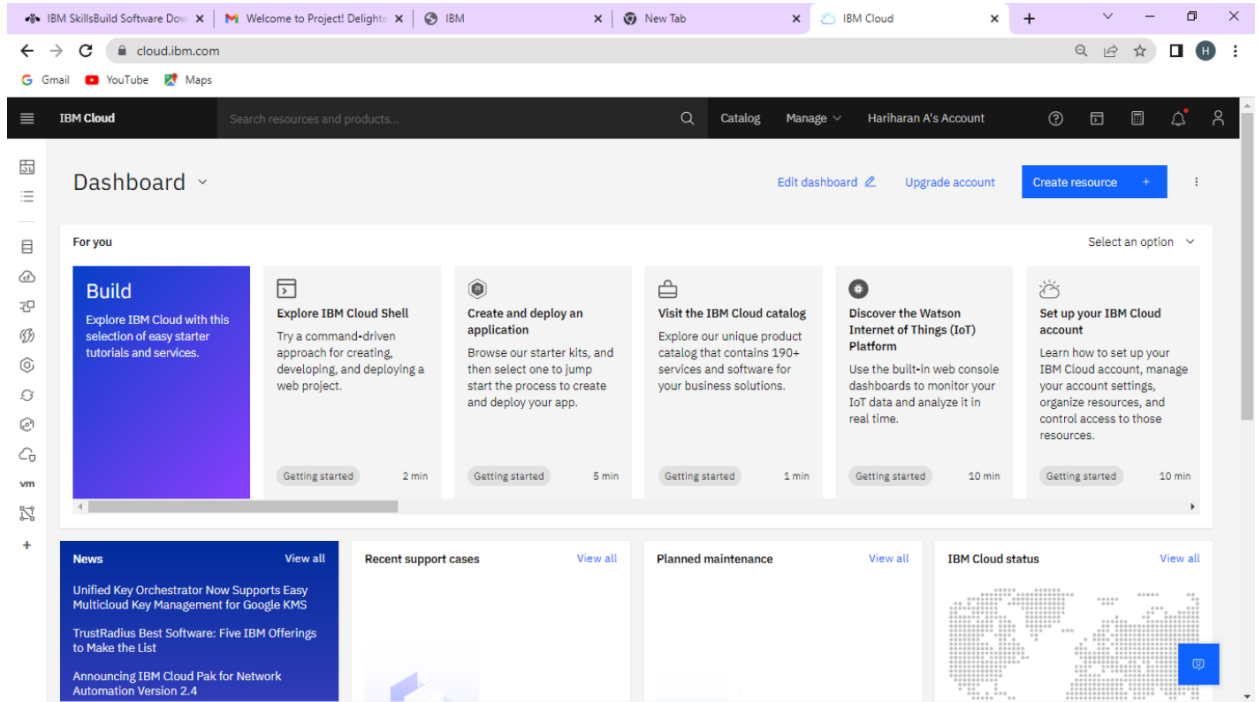 IBM SkillsBuild Software Dow
Welcome to Project! Delighte
IBM
New Tab
IBM Cloud
cloud.ibm.com
H
Gmail
YouTube
Maps
IBM Cloud
Search resources and products...
Catalog
Manage
Hariharan A's Account
Dashboard
Edit dashboard
Upgrade account
Create resource +
For you
Select an option
Build
Explore IBM Cloud with this
selection of easy starter
tutorials and services.
Explore IBM Cloud Shell
Try a command-driven
approach for creating,
developing, and deploying a
web project.
Getting started 2 min
Create and deploy an
application
Browse our starter kits, and
then select one to jump
start the process to create
and deploy your app.
Getting started 5 min
Visit the IBM Cloud catalog
Explore our unique product
catalog that contains 190+
services and software for
your business solutions.
Getting started 1 min
Discover the Watson
Internet of Things (IoT)
Platform
Use the built-in web console
dashboards to monitor your
IoT data and analyze it in
real time.
Getting started 10 min
Set up your IBM Cloud
account
Learn how to set up your
IBM Cloud account, manage
your account settings,
organize resources, and
control access to those
resources.
Getting started 10 min
vm
News
View all
Unified Key Orchestrator Now Supports Easy
Multicloud Key Management for Google KMS
TrustRadius Best Software: Five IBM Offerings
to Make the List
Announcing IBM Cloud Pak for Network
Automation Version 2.4
Recent support cases
View all
Planned maintenance
View all
IBM Cloud status
View all